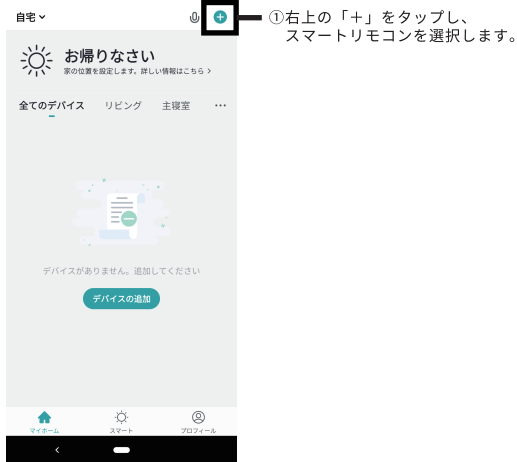 自宅
①右上の「＋」をタップし、
スマートリモコンを選択します。
お帰りなさい
家の位置を設定します。詳しい情報はこちら >
全てのデバイス リビング 主寝室 …
デバイスがありません。追加してください
デバイスの追加
マイホーム スマート プロフィール